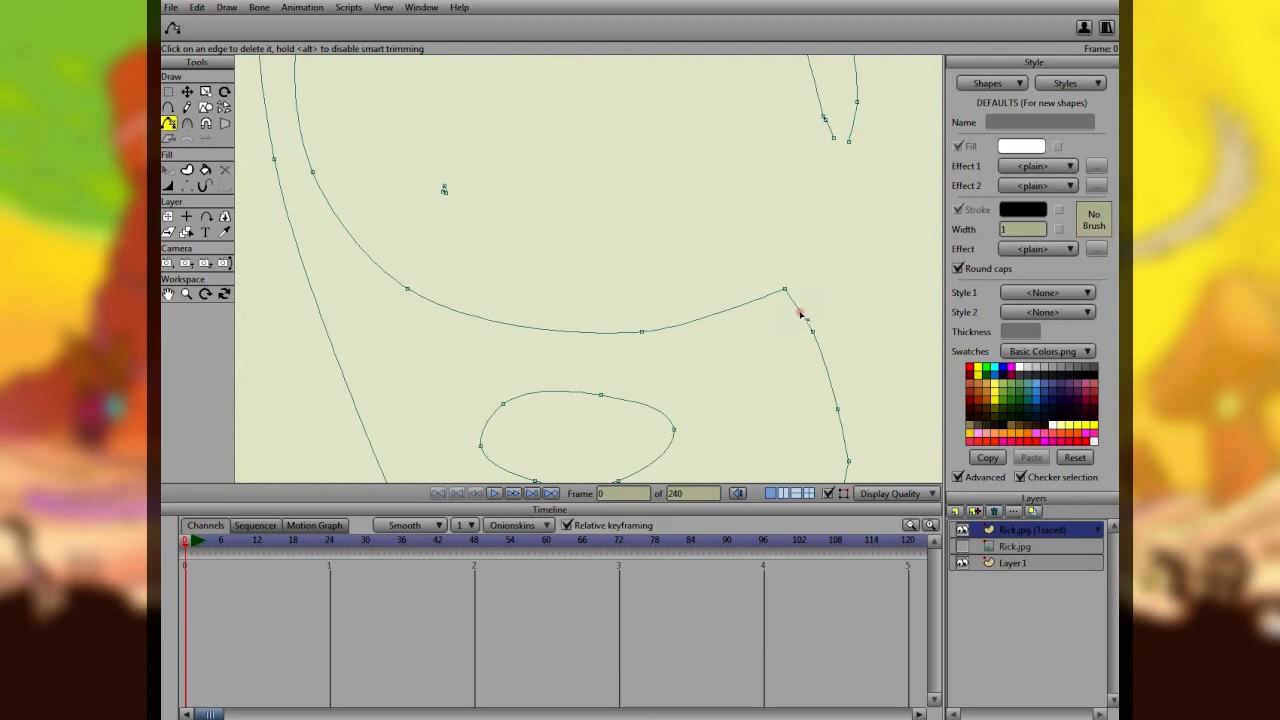 File Edit Draw Bone Animation Scripts View Window Help
Click on an edge to delete it, hold <alt> to disable smart trimming Frame: 0
Tools
Draw
Fill
Layer
Camera
Workspace
Style
Shapes Styles
DEFAULTS (For new shapes)
Name
Fill
Effect 1 <plain> ...
Effect 2 <plain> ...
Stroke
No
Brush
Width 1
Effect <plain> ...
Round caps
Style 1 <None>
Style 2 <None>
Thickness
Swatches Basic Colors.png
Copy Paste Reset
Advanced Checker selection
Frame 0 of 240 Display Quality
Layers
Rick.jpg (Traced)
Rick.jpg
Layer 1
Timeline
Channels Sequencer Motion Graph Smooth 1 Onionskins Relative keyframing
0 6 12 18 24 30 36 42 48 54 60 66 72 78 84 90 96 102 108 114 120
0 1 2 3 4 5